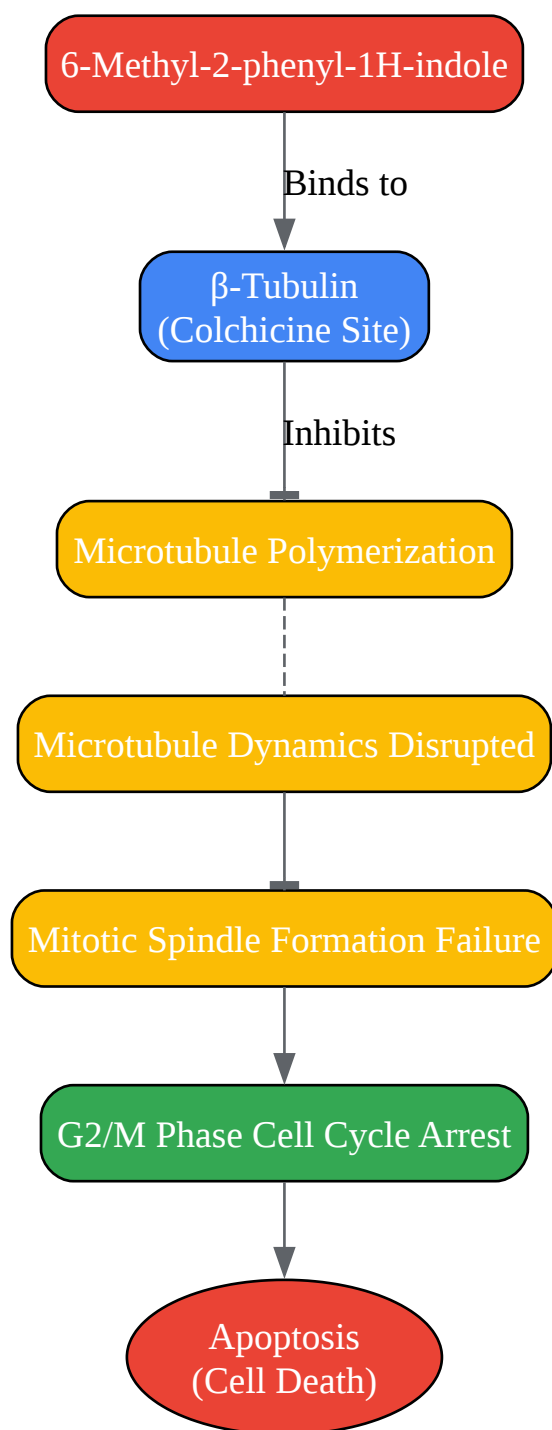 6-Methyl-2-phenyl-1H-indole
Binds to
β-Tubulin
(Colchicine Site)
Inhibits
Microtubule Polymerization
Microtubule Dynamics Disrupted
Mitotic Spindle Formation Failure
G2/M Phase Cell Cycle Arrest
Apoptosis
(Cell Death)